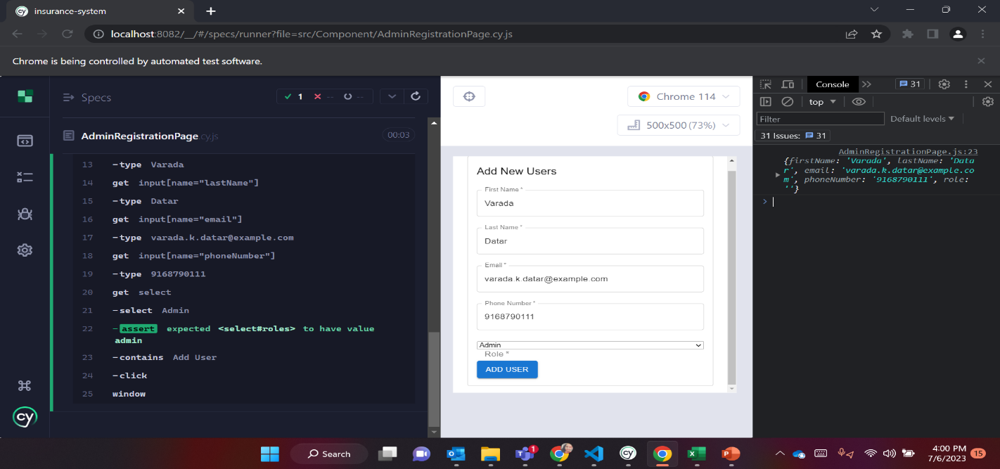 insurance-system
localhost:8082/__/#/specs/runner?file=src/Component/AdminRegistrationPage.cy.js
Chrome is being controlled by automated test software.
Specs
1 -- --
AdminRegistrationPage.cy.js
00:03
13 -type Varada
14 get input[name="lastName"]
15 -type Datar
16 get input[name="email"]
17 -type varada.k.datar@example.com
18 get input[name="phoneNumber"]
19 -type 9168790111
20 get select
21 -select Admin
22 -assert expected <select#roles> to have value
admin
23 -contains Add User
24 -click
25 window
cy
Chrome 114
500x500 (73%)
Add New Users
First Name *
Varada
Last Name *
Datar
Email *
varada.k.datar@example.com
Phone Number *
9168790111
Admin
Role *
ADD USER
Console
31
top
Filter
Default levels
31 Issues: 31
AdminRegistrationPage.js:23
{firstName: 'Varada', lastName: 'Data
r', email: 'varada.k.datar@example.co
m', phoneNumber: '9168790111', role:
''}
Search
1
4:00 PM
7/6/2023
15